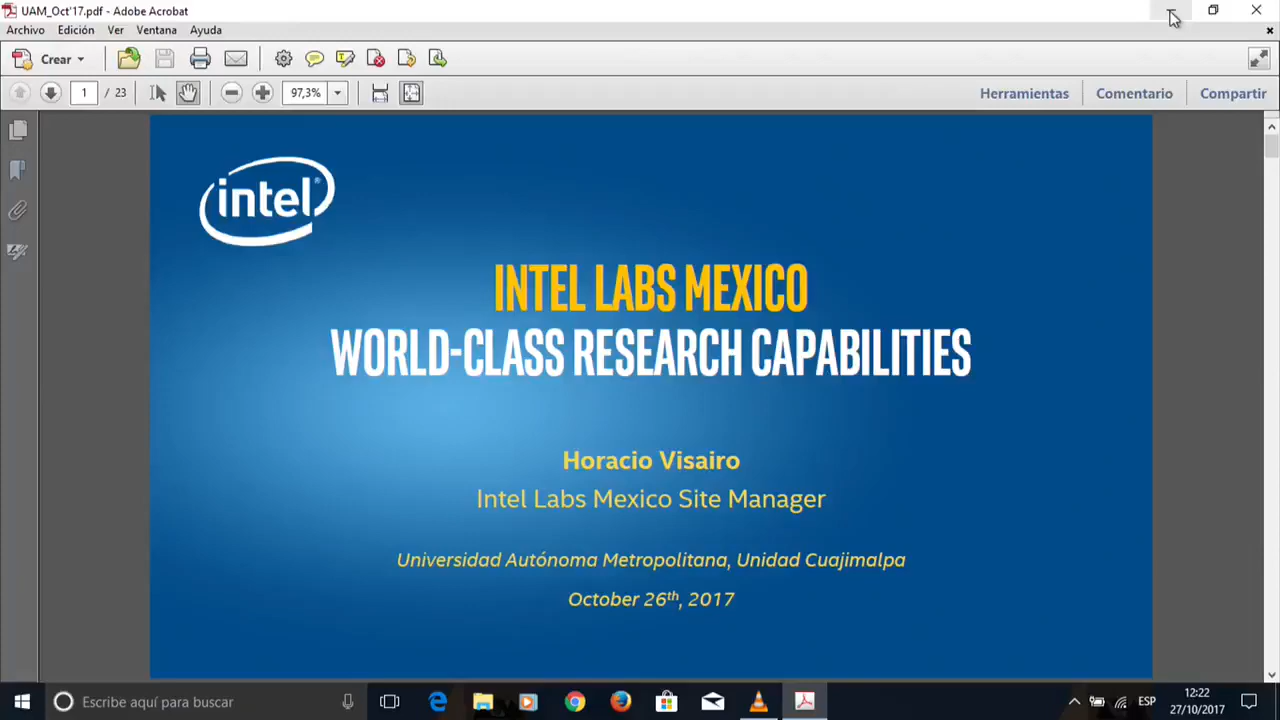 UAM_Oct'17.pdf - Adobe Acrobat
Archivo Edición Ver Ventana Ayuda
Crear
1 / 23 97,3% Herramientas Comentario Compartir
intel®
INTEL LABS MEXICO
WORLD-CLASS RESEARCH CAPABILITIES
Horacio Visairo
Intel Labs Mexico Site Manager
Universidad Autónoma Metropolitana, Unidad Cuajimalpa
October 26th, 2017
Escribe aquí para buscar
ESP
12:22
27/10/2017